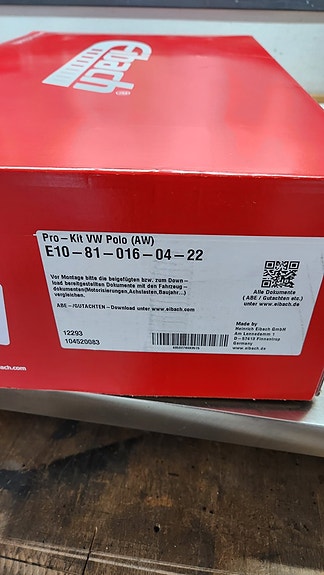 Eibach®
Pro-Kit VW Polo (AW)
E10-81-016-04-22
Vor Montage bitte die beigefügten bzw. zum Down-
load bereitgestellten Dokumente mit den Fahrzeug-
dokumenten(Motorisierungen,Achslasten,Baujahr...)
vergleichen.
ABE-/GUTACHTEN-Download unter www.eibach.com
Alle Dokumente
(ABE / Gutachten etc.)
unter www.eibach.de
12293
104520083
Made by
Heinrich Eibach GmbH
Am Lennedamm 1
D-57413 Finnentrop
Germany
www.eibach.de
bach.com